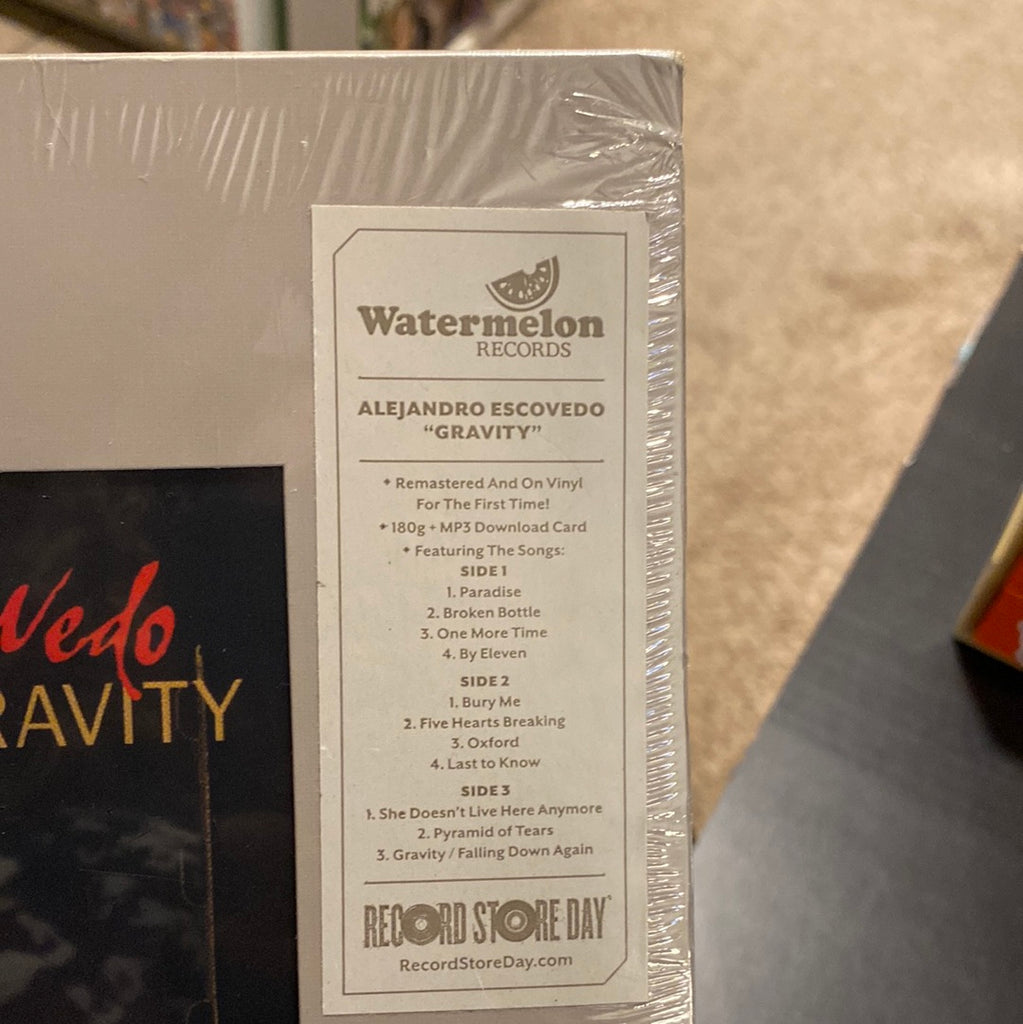 Watermelon
RECORDS
ALEJANDRO ESCOVEDO
“GRAVITY”
* Remastered And On Vinyl
For The First Time!
* 180g + MP3 Download Card
* Featuring The Songs:
SIDE 1
1. Paradise
2. Broken Bottle
3. One More Time
4. By Eleven
SIDE 2
1. Bury Me
2. Five Hearts Breaking
3. Oxford
4. Last to Know
SIDE 3
1. She Doesn't Live Here Anymore
2. Pyramid of Tears
3. Gravity / Falling Down Again
RECORD STORE DAY
RecordStoreDay.com
vedo
RAVITY